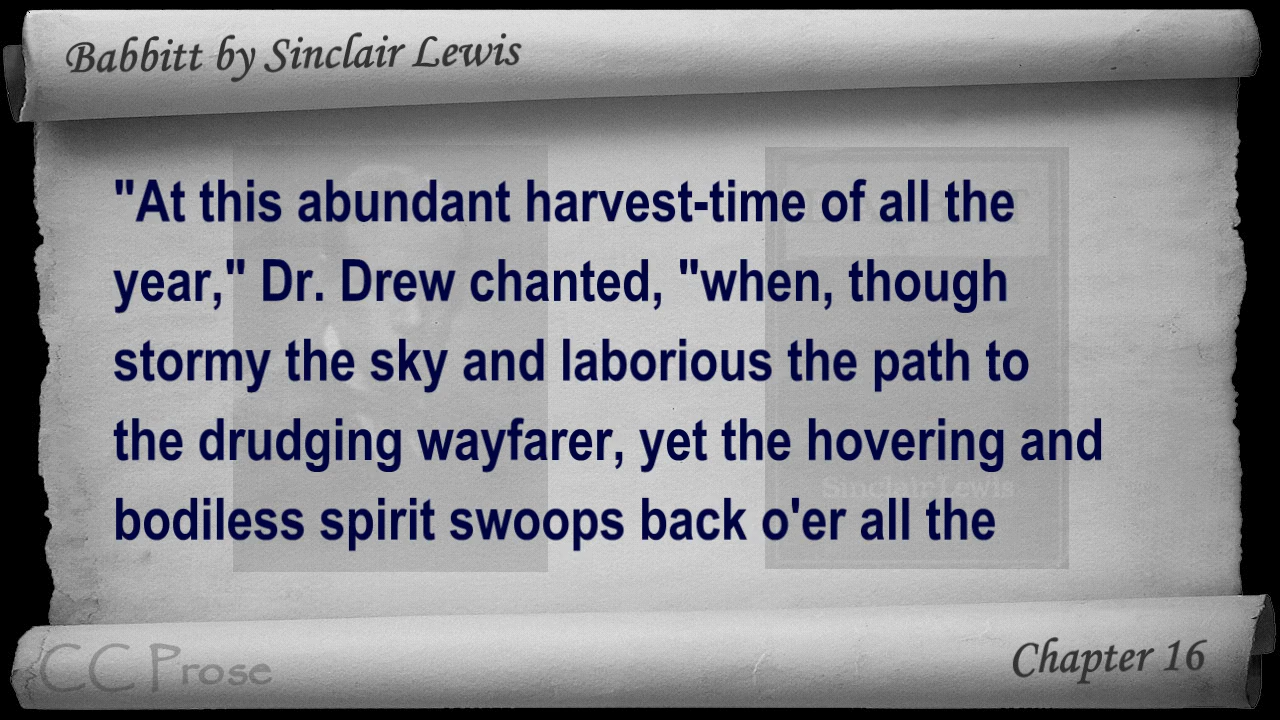 Babbitt by Sinclair Lewis
"At this abundant harvest-time of all the
year," Dr. Drew chanted, "when, though
stormy the sky and laborious the path to
the drudging wayfarer, yet the hovering and
bodiless spirit swoops back o'er all the
Sinclair Lewis
CC Prose
Chapter 16